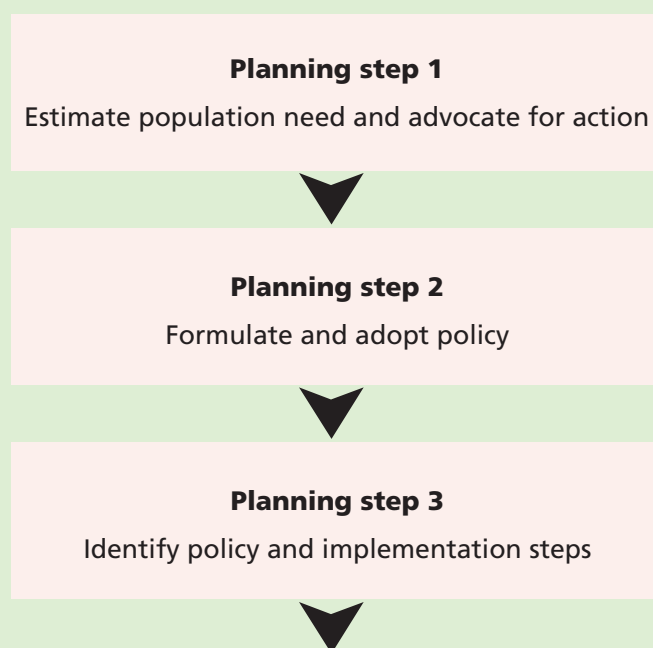 Planning step 1
Estimate population need and advocate for action
Planning step 2
Formulate and adopt policy
Planning step 3
Identify policy and implementation steps